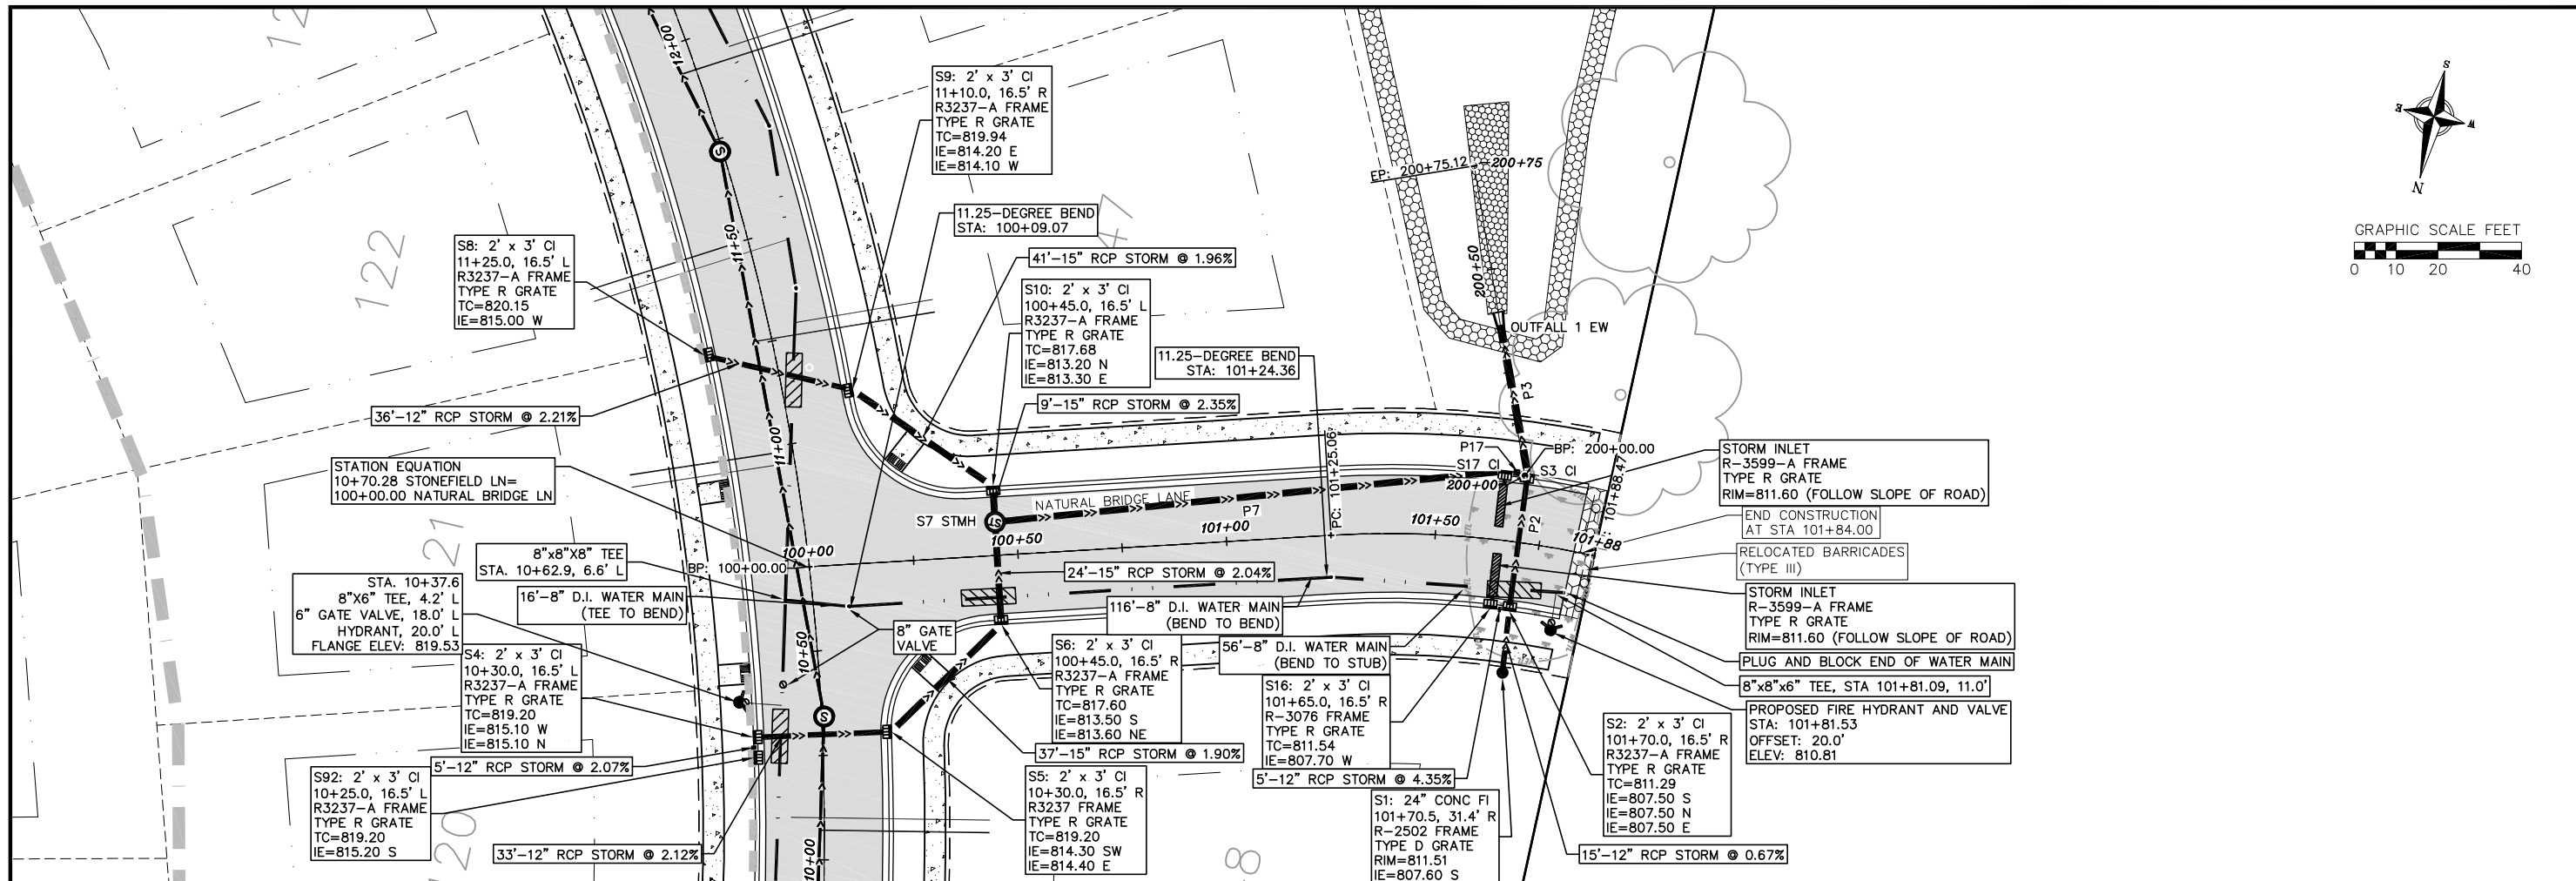 S9: 2' x 3' CI
11+10.0, 16.5' R
R3237-A FRAME
TYPE R GRATE
TC=819.94
IE=814.20 E
IE=814.10 W
11.25-DEGREE BEND
STA: 100+09.07
S8: 2' x 3' CI
11+25.0, 16.5' L
R3237-A FRAME
TYPE R GRATE
TC=820.15
IE=815.00 W
41'-15" RCP STORM @ 1.96%
S10: 2' x 3' CI
100+45.0, 16.5' L
R3237-A FRAME
TYPE R GRATE
TC=817.68
IE=813.20 N
IE=813.30 E
11.25-DEGREE BEND
STA: 101+24.36
9'-15" RCP STORM @ 2.35%
36'-12" RCP STORM @ 2.21%
STATION EQUATION
10+70.28 STONEFIELD LN=
100+00.00 NATURAL BRIDGE LN
12+00
11+50
11+00
10+50
10+00
122
121
120
47
8
S
S
ST
S7 STMH
NATURAL BRIDGE LANE
P7
100+00
BP: 100+00.00
100+50
101+00
101+50
101+88
101+88.47
PC: 101+25.06
EP: 200+75.12
200+75
200+50
200+00
OUTFALL 1 EW
P3
P17
BP: 200+00.00
S17 CI
S3 CI
P2
S
E
W
N
GRAPHIC SCALE FEET
0 10 20 40
STORM INLET
R-3599-A FRAME
TYPE R GRATE
RIM=811.60 (FOLLOW SLOPE OF ROAD)
END CONSTRUCTION
AT STA 101+84.00
RELOCATED BARRICADES
(TYPE III)
STORM INLET
R-3599-A FRAME
TYPE R GRATE
RIM=811.60 (FOLLOW SLOPE OF ROAD)
PLUG AND BLOCK END OF WATER MAIN
8"x8"x6" TEE, STA 101+81.09, 11.0'
PROPOSED FIRE HYDRANT AND VALVE
STA: 101+81.53
OFFSET: 20.0'
ELEV: 810.81
8"x8"X8" TEE
STA. 10+62.9, 6.6' L
STA. 10+37.6
8"X6" TEE, 4.2' L
6" GATE VALVE, 18.0' L
HYDRANT, 20.0' L
FLANGE ELEV: 819.53
16'-8" D.I. WATER MAIN
(TEE TO BEND)
S4: 2' x 3' CI
10+30.0, 16.5' L
R3237-A FRAME
TYPE R GRATE
TC=819.20
IE=815.10 W
IE=815.10 N
8" GATE
VALVE
24'-15" RCP STORM @ 2.04%
116'-8" D.I. WATER MAIN
(BEND TO BEND)
56'-8" D.I. WATER MAIN
(BEND TO STUB)
S6: 2' x 3' CI
100+45.0, 16.5' R
R3237-A FRAME
TYPE R GRATE
TC=817.60
IE=813.50 S
IE=813.60 NE
37'-15" RCP STORM @ 1.90%
S16: 2' x 3' CI
101+65.0, 16.5' R
R-3076 FRAME
TYPE R GRATE
TC=811.54
IE=807.70 W
5'-12" RCP STORM @ 4.35%
S2: 2' x 3' CI
101+70.0, 16.5' R
R3237-A FRAME
TYPE R GRATE
TC=811.29
IE=807.50 S
IE=807.50 N
IE=807.50 E
5'-12" RCP STORM @ 2.07%
S92: 2' x 3' CI
10+25.0, 16.5' L
R3237-A FRAME
TYPE R GRATE
TC=819.20
IE=815.20 S
33'-12" RCP STORM @ 2.12%
S5: 2' x 3' CI
10+30.0, 16.5' R
R3237 FRAME
TYPE R GRATE
TC=819.20
IE=814.30 SW
IE=814.40 E
S1: 24" CONC FI
101+70.5, 31.4' R
R-2502 FRAME
TYPE D GRATE
RIM=811.51
IE=807.60 S
15'-12" RCP STORM @ 0.67%